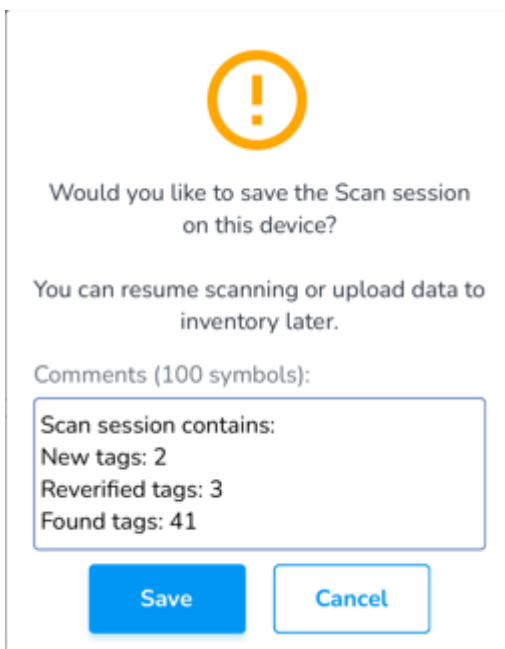 Would you like to save the Scan session
on this device?
You can resume scanning or upload data to
inventory later.
Comments (100 symbols):
Scan session contains:
New tags: 2
Reverified tags: 3
Found tags: 41
Save Cancel